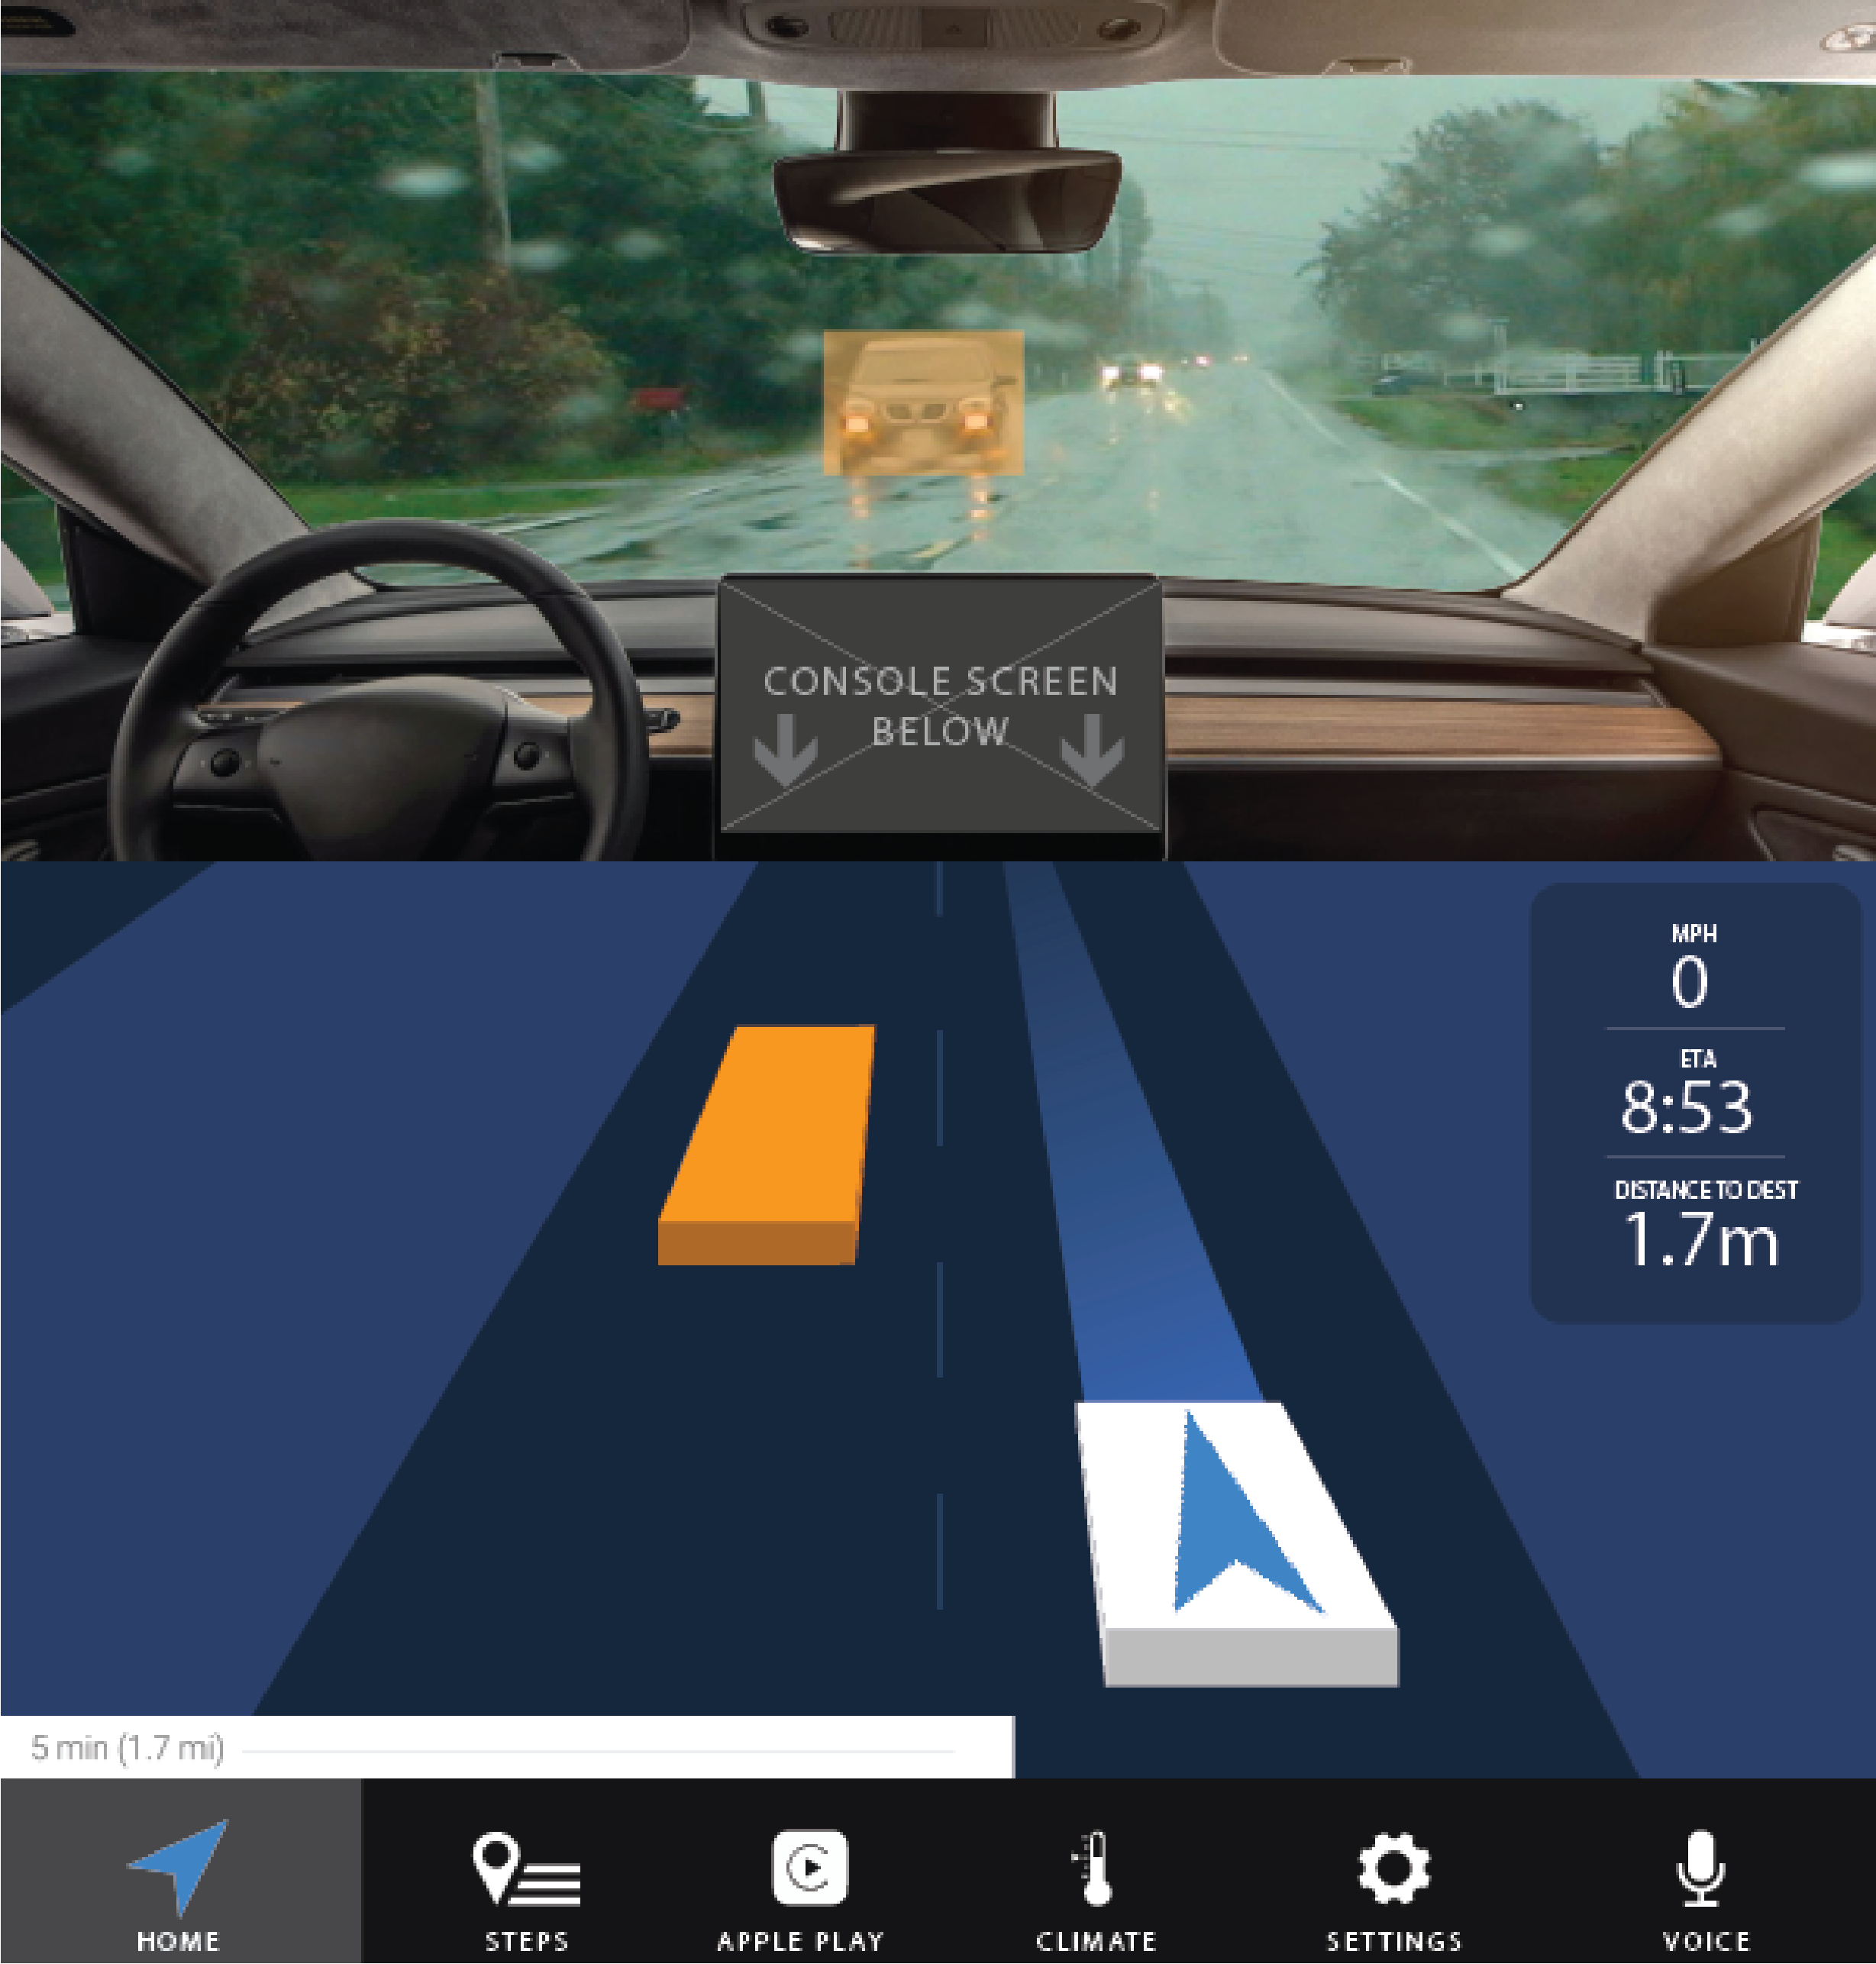 CONSOLE SCREEN
BELOW
MPH
0
ETA
8:53
DISTANCE TO DEST
1.7m
5 min (1.7 mi)
HOME
STEPS
APPLE PLAY
CLIMATE
SETTINGS
VOICE